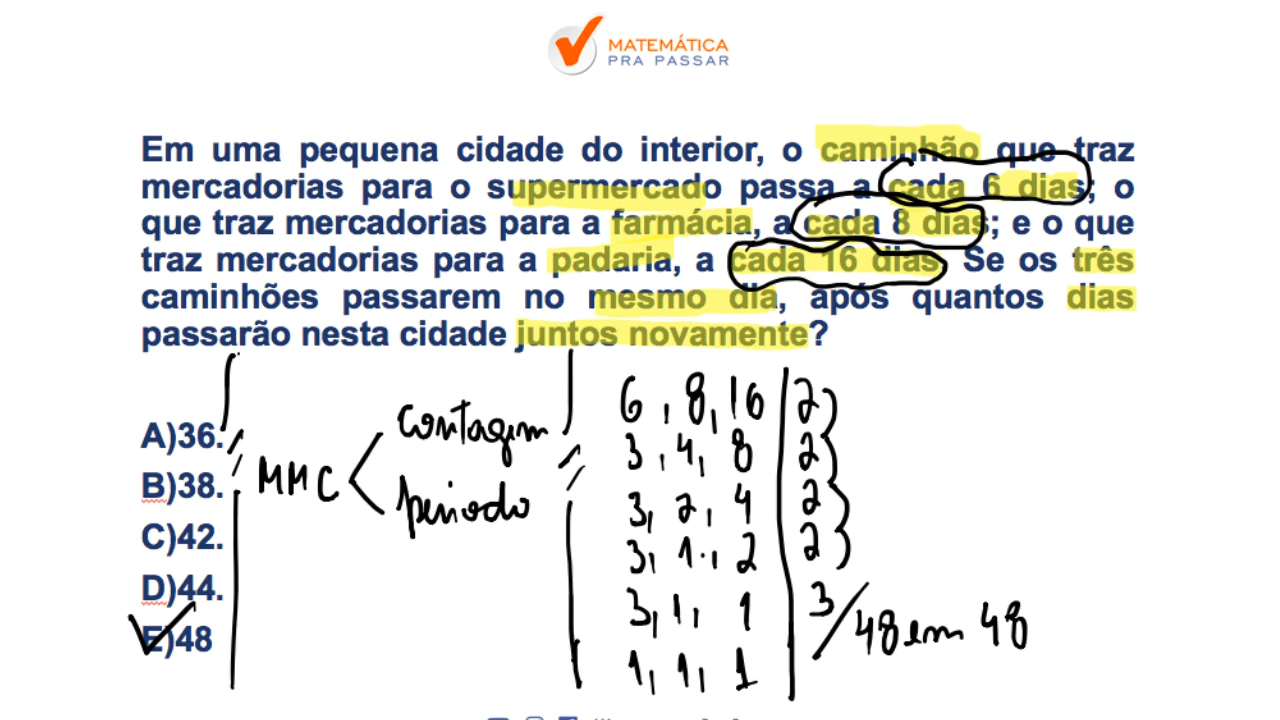 MATEMÁTICA
PRA PASSAR
Em uma pequena cidade do interior, o caminhão que traz
mercadorias para o supermercado passa a cada 6 dias; o
que traz mercadorias para a farmácia, a cada 8 dias; e o que
traz mercadorias para a padaria, a cada 16 dias. Se os três
caminhões passarem no mesmo dia, após quantos dias
passarão nesta cidade juntos novamente?
A)36.
B)38.
C)42.
D)44.
E)48
MMC
contagem
periodo
6, 8, 16 | 2
3, 4, 8 | 2
3, 2, 4 | 2
3, 1, 2 | 2
3, 1, 1 | 3
1, 1, 1 | / 48 em 48